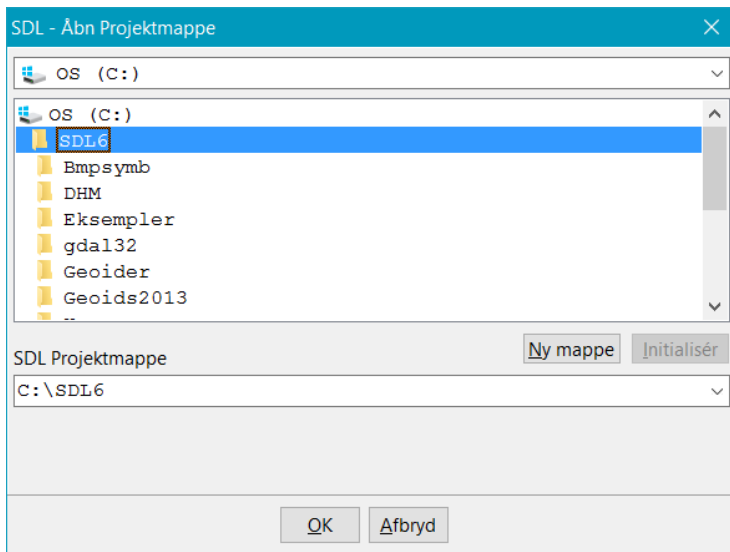 SDL - Åbn Projektmappe
OS (C:)
OS (C:)
SDL6
Bmpsymb
DHM
Eksempler
gdal32
Geoider
Geoids2013
SDL Projektmappe
Ny mappe
Initialisér
C:\SDL6
OK
Afbryd